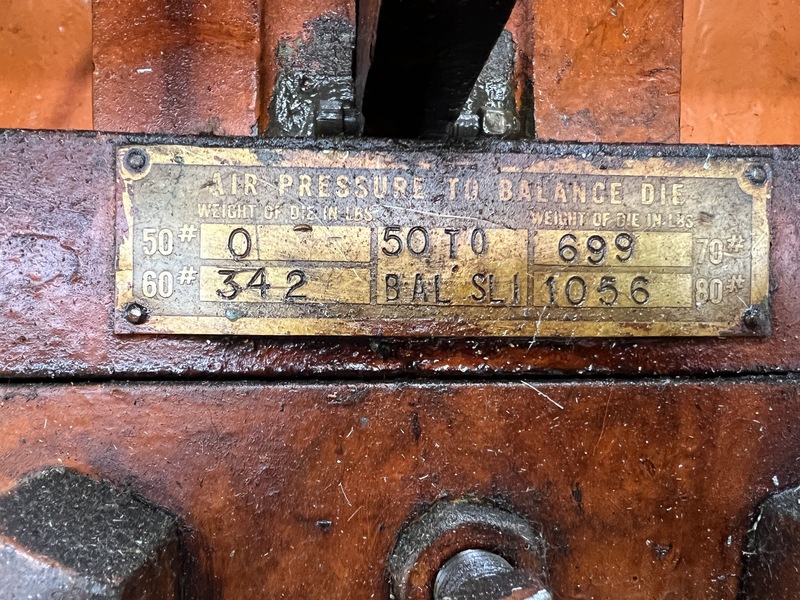 AIR PRESSURE TO BALANCE DIE
WEIGHT OF DIE IN LBS WEIGHT OF DIE IN LBS
50# 0 50 TO 699 70#
60# 342 BAL SLI 1056 80#